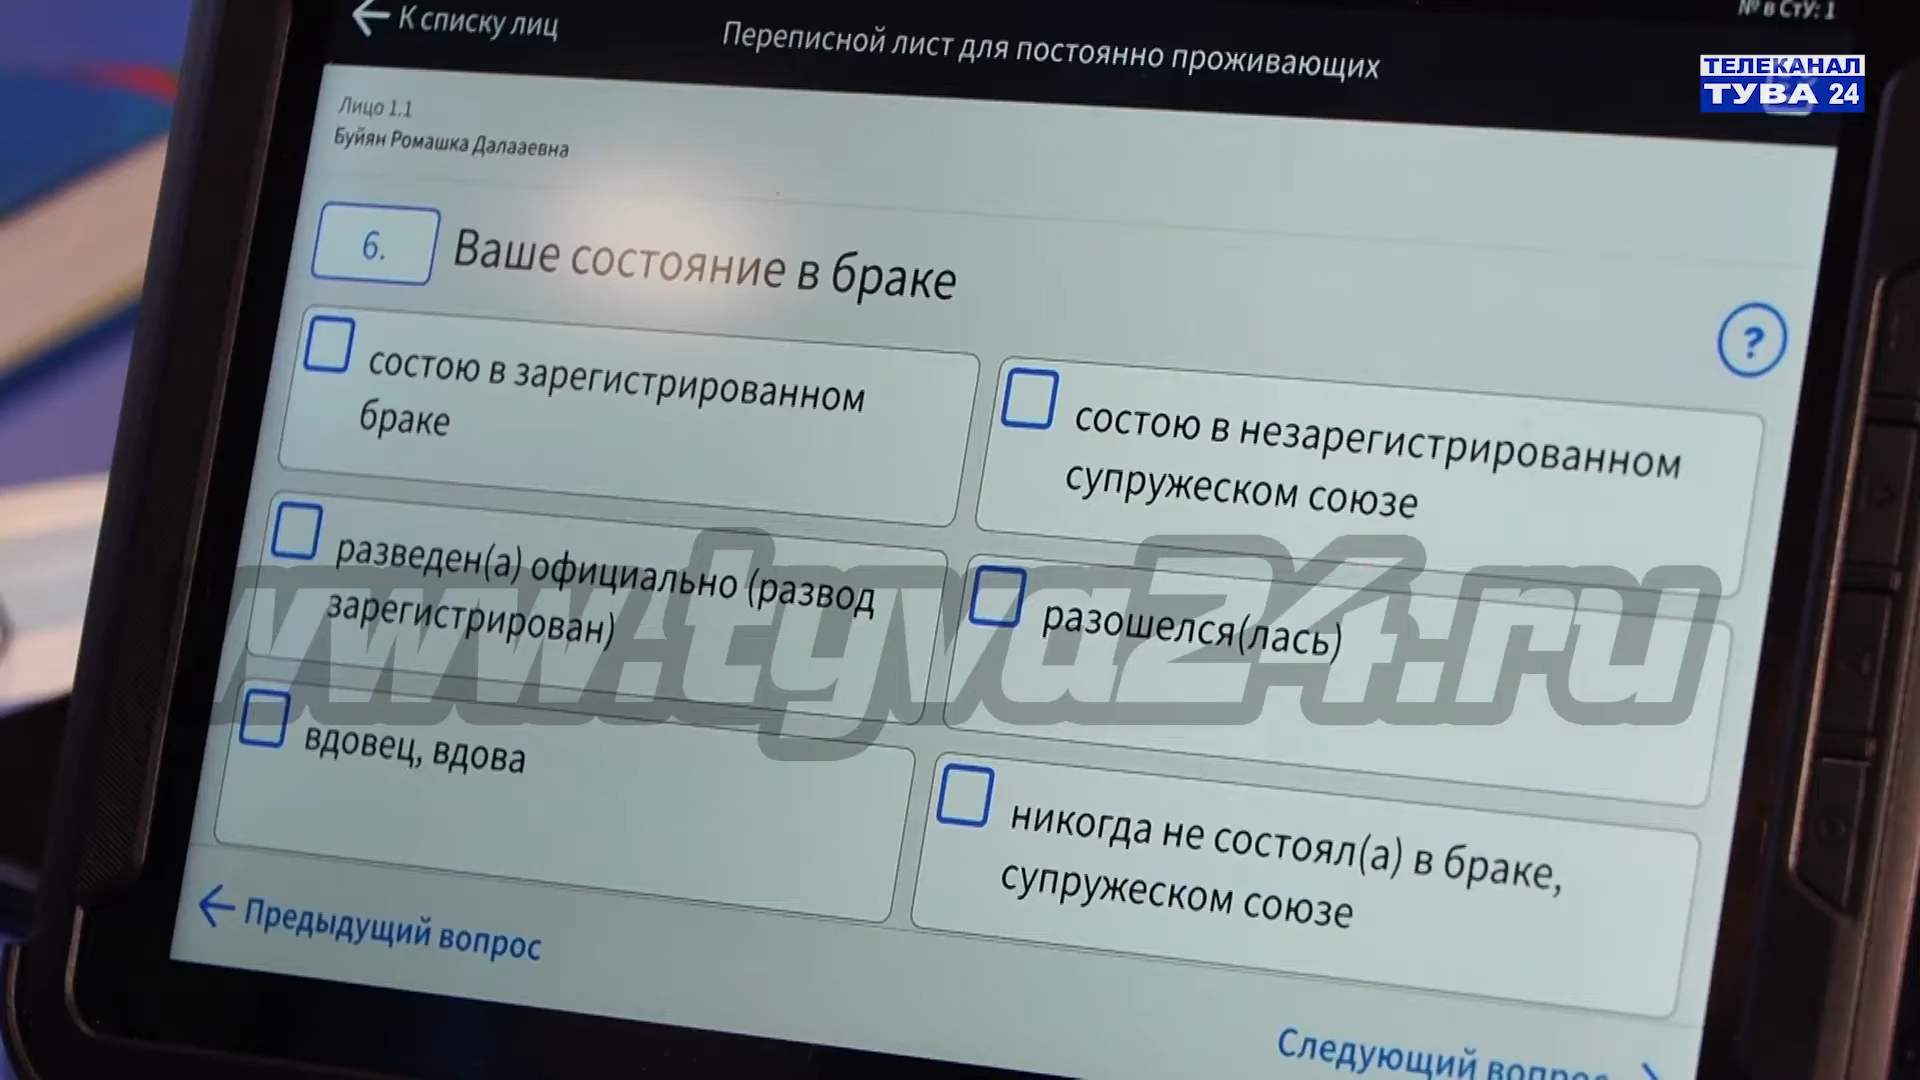 ← К списку лиц
Переписной лист для постоянно проживающих
№ в СтУ: 1
ТЕЛЕКАНАЛ
ТУВА 24
Лицо 1.1
Буйян Ромашка Далааевна
6. Ваше состояние в браке
?
состою в зарегистрированном
браке
состою в незарегистрированном
супружеском союзе
разведен(а) официально (развод
зарегистрирован)
разошелся(лась)
www.tyva24.ru
вдовец, вдова
никогда не состоял(а) в браке,
супружеском союзе
← Предыдущий вопрос
Следующий вопрос